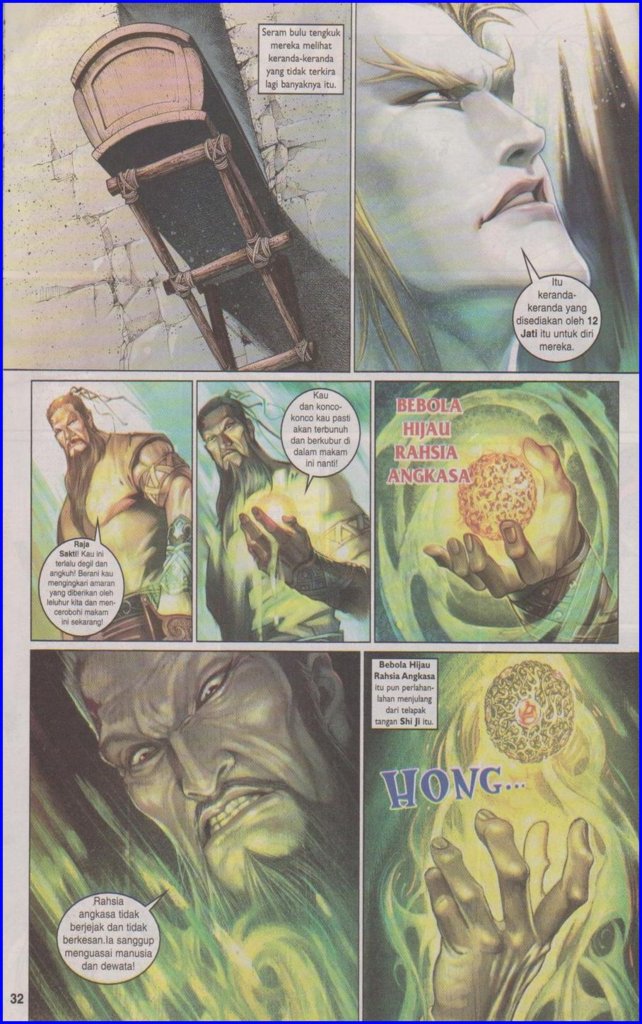 Seram bulu tengkuk
mereka melihat
keranda-keranda
yang tidak terkira
lagi banyaknya itu.
Itu
keranda-
keranda yang
disediakan oleh 12
Jati itu untuk diri
mereka.
Raja
Sakti! Kau ini
terlalu degil dan
angkuh! Berani kau
mengingkari amaran
yang diberikan oleh
leluhur kita dan men-
cerobohi makam
ini sekarang!
Kau
dan konco-
konco kau pasti
akan terbunuh
dan berkubur di
dalam makam
ini nanti!
BEBOLA
HIJAU
RAHSIA
ANGKASA
Rahsia
angkasa tidak
berjejak dan tidak
berkesan.Ia sanggup
menguasai manusia
dan dewata!
Bebola Hijau
Rahsia Angkasa
itu pun perlahan-
lahan menjulang
dari telapak
tangan Shi Ji itu.
HONG...
32